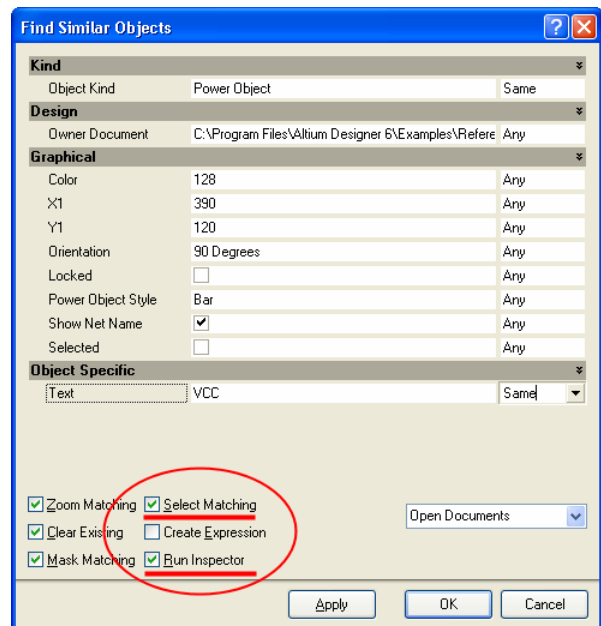 Find Similar Objects
Kind
Object Kind Power Object Same
Design
Owner Document C:\Program Files\Altium Designer 6\Examples\Refere Any
Graphical
Color 128 Any
X1 390 Any
Y1 120 Any
Orientation 90 Degrees Any
Locked Any
Power Object Style Bar Any
Show Net Name Any
Selected Any
Object Specific
Text VCC Same
Zoom Matching Select Matching
Open Documents
Clear Existing Create Expression
Mask Matching Run Inspector
Apply OK Cancel